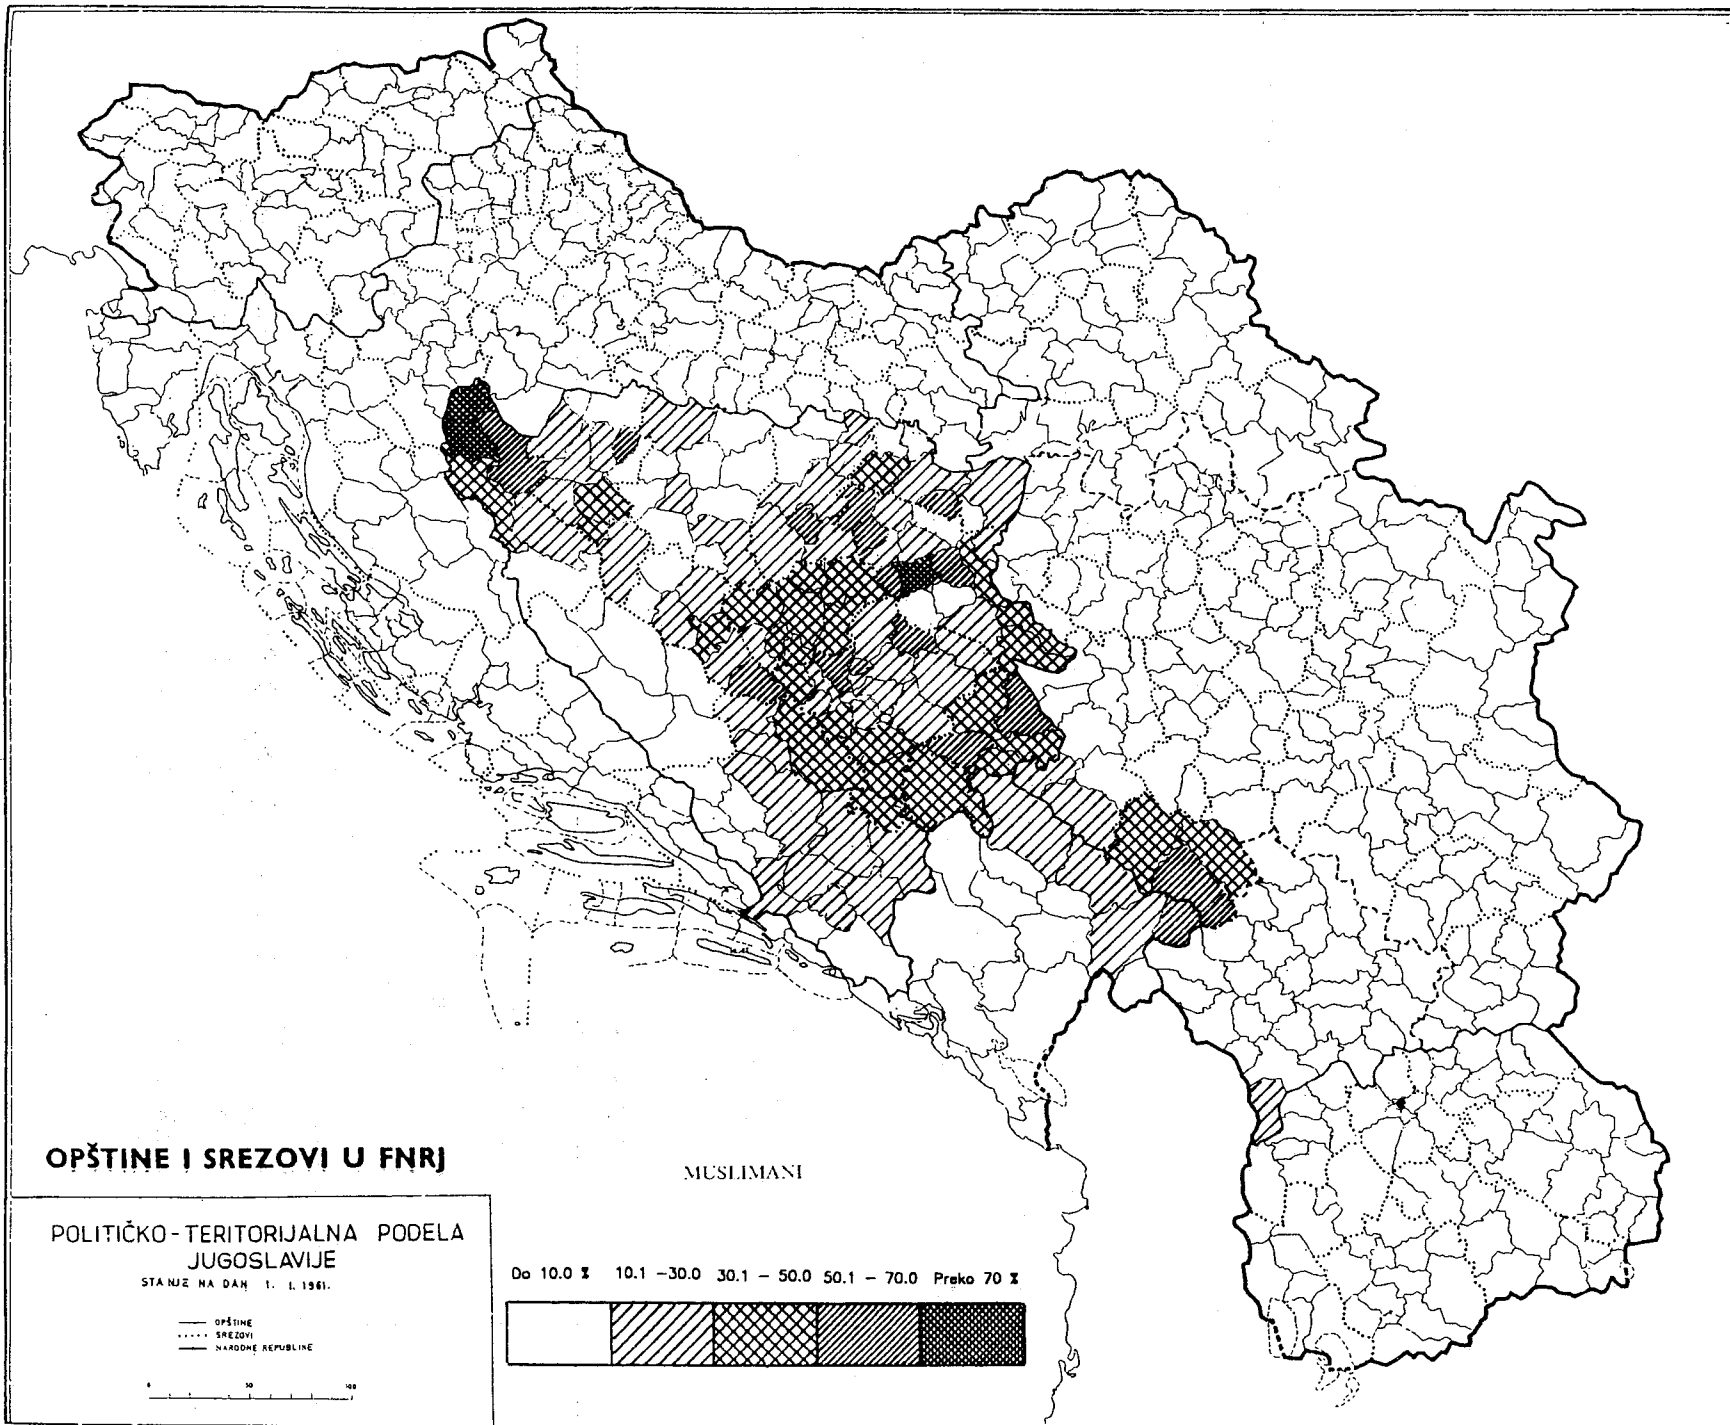 OPŠTINE I SREZOVI U FNRJ
POLITIČKO-TERITORIJALNA PODELA
JUGOSLAVIJE
STANJE NA DAN 1. I. 1961.
OPŠTINE
SREZOVI
NARODNE REPUBLIKE
0 50 100
MUSLIMANI
Do 10.0 % 10.1 -30.0 30.1 - 50.0 50.1 - 70.0 Preko 70 %